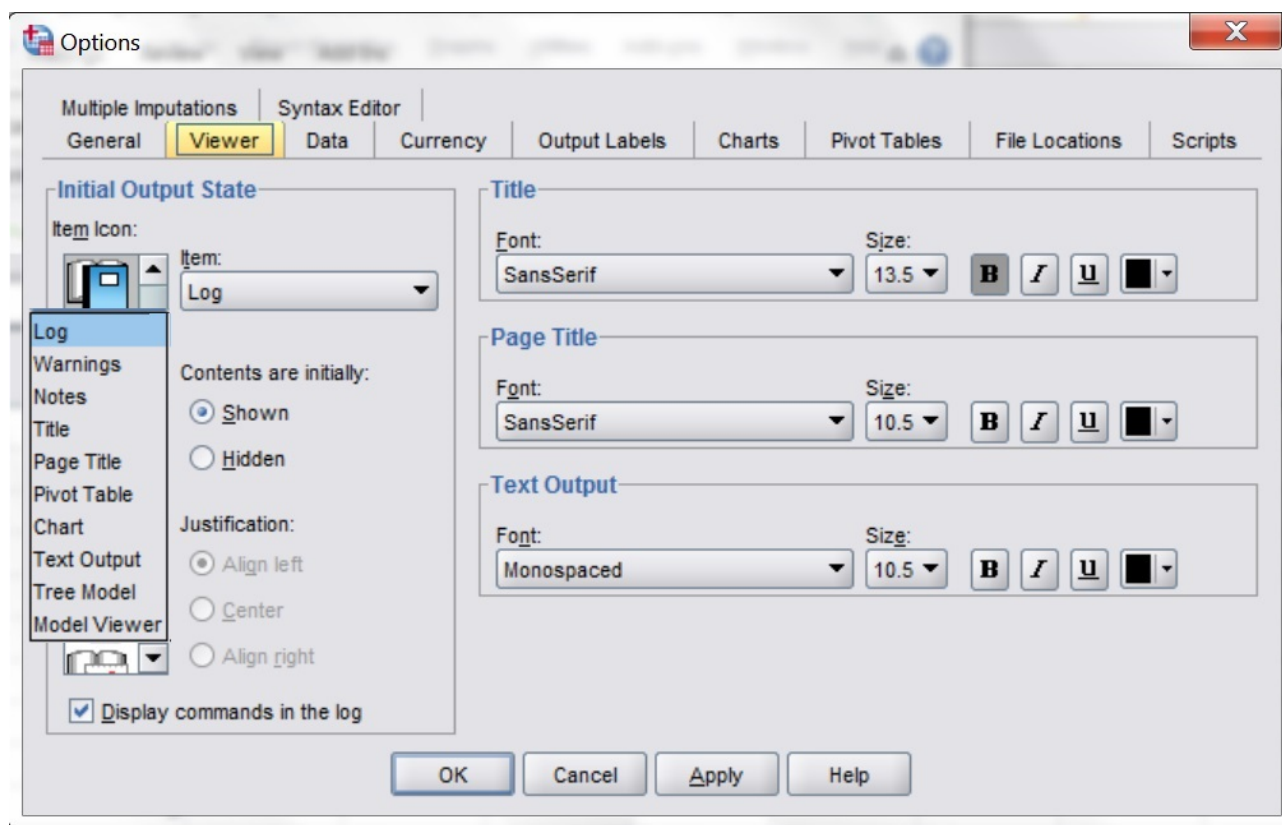 Options
Multiple Imputations Syntax Editor
General Viewer Data Currency Output Labels Charts Pivot Tables File Locations Scripts
Initial Output State
Item Icon:
Item:
Log
Log
Warnings
Notes
Title
Page Title
Pivot Table
Chart
Text Output
Tree Model
Model Viewer
Contents are initially:
Shown
Hidden
Justification:
Align left
Center
Align right
Display commands in the log
Title
Font: Size:
SansSerif 13.5 B I u
Page Title
Font: Size:
SansSerif 10.5 B I u
Text Output
Font: Size:
Monospaced 10.5 B I u
OK Cancel Apply Help